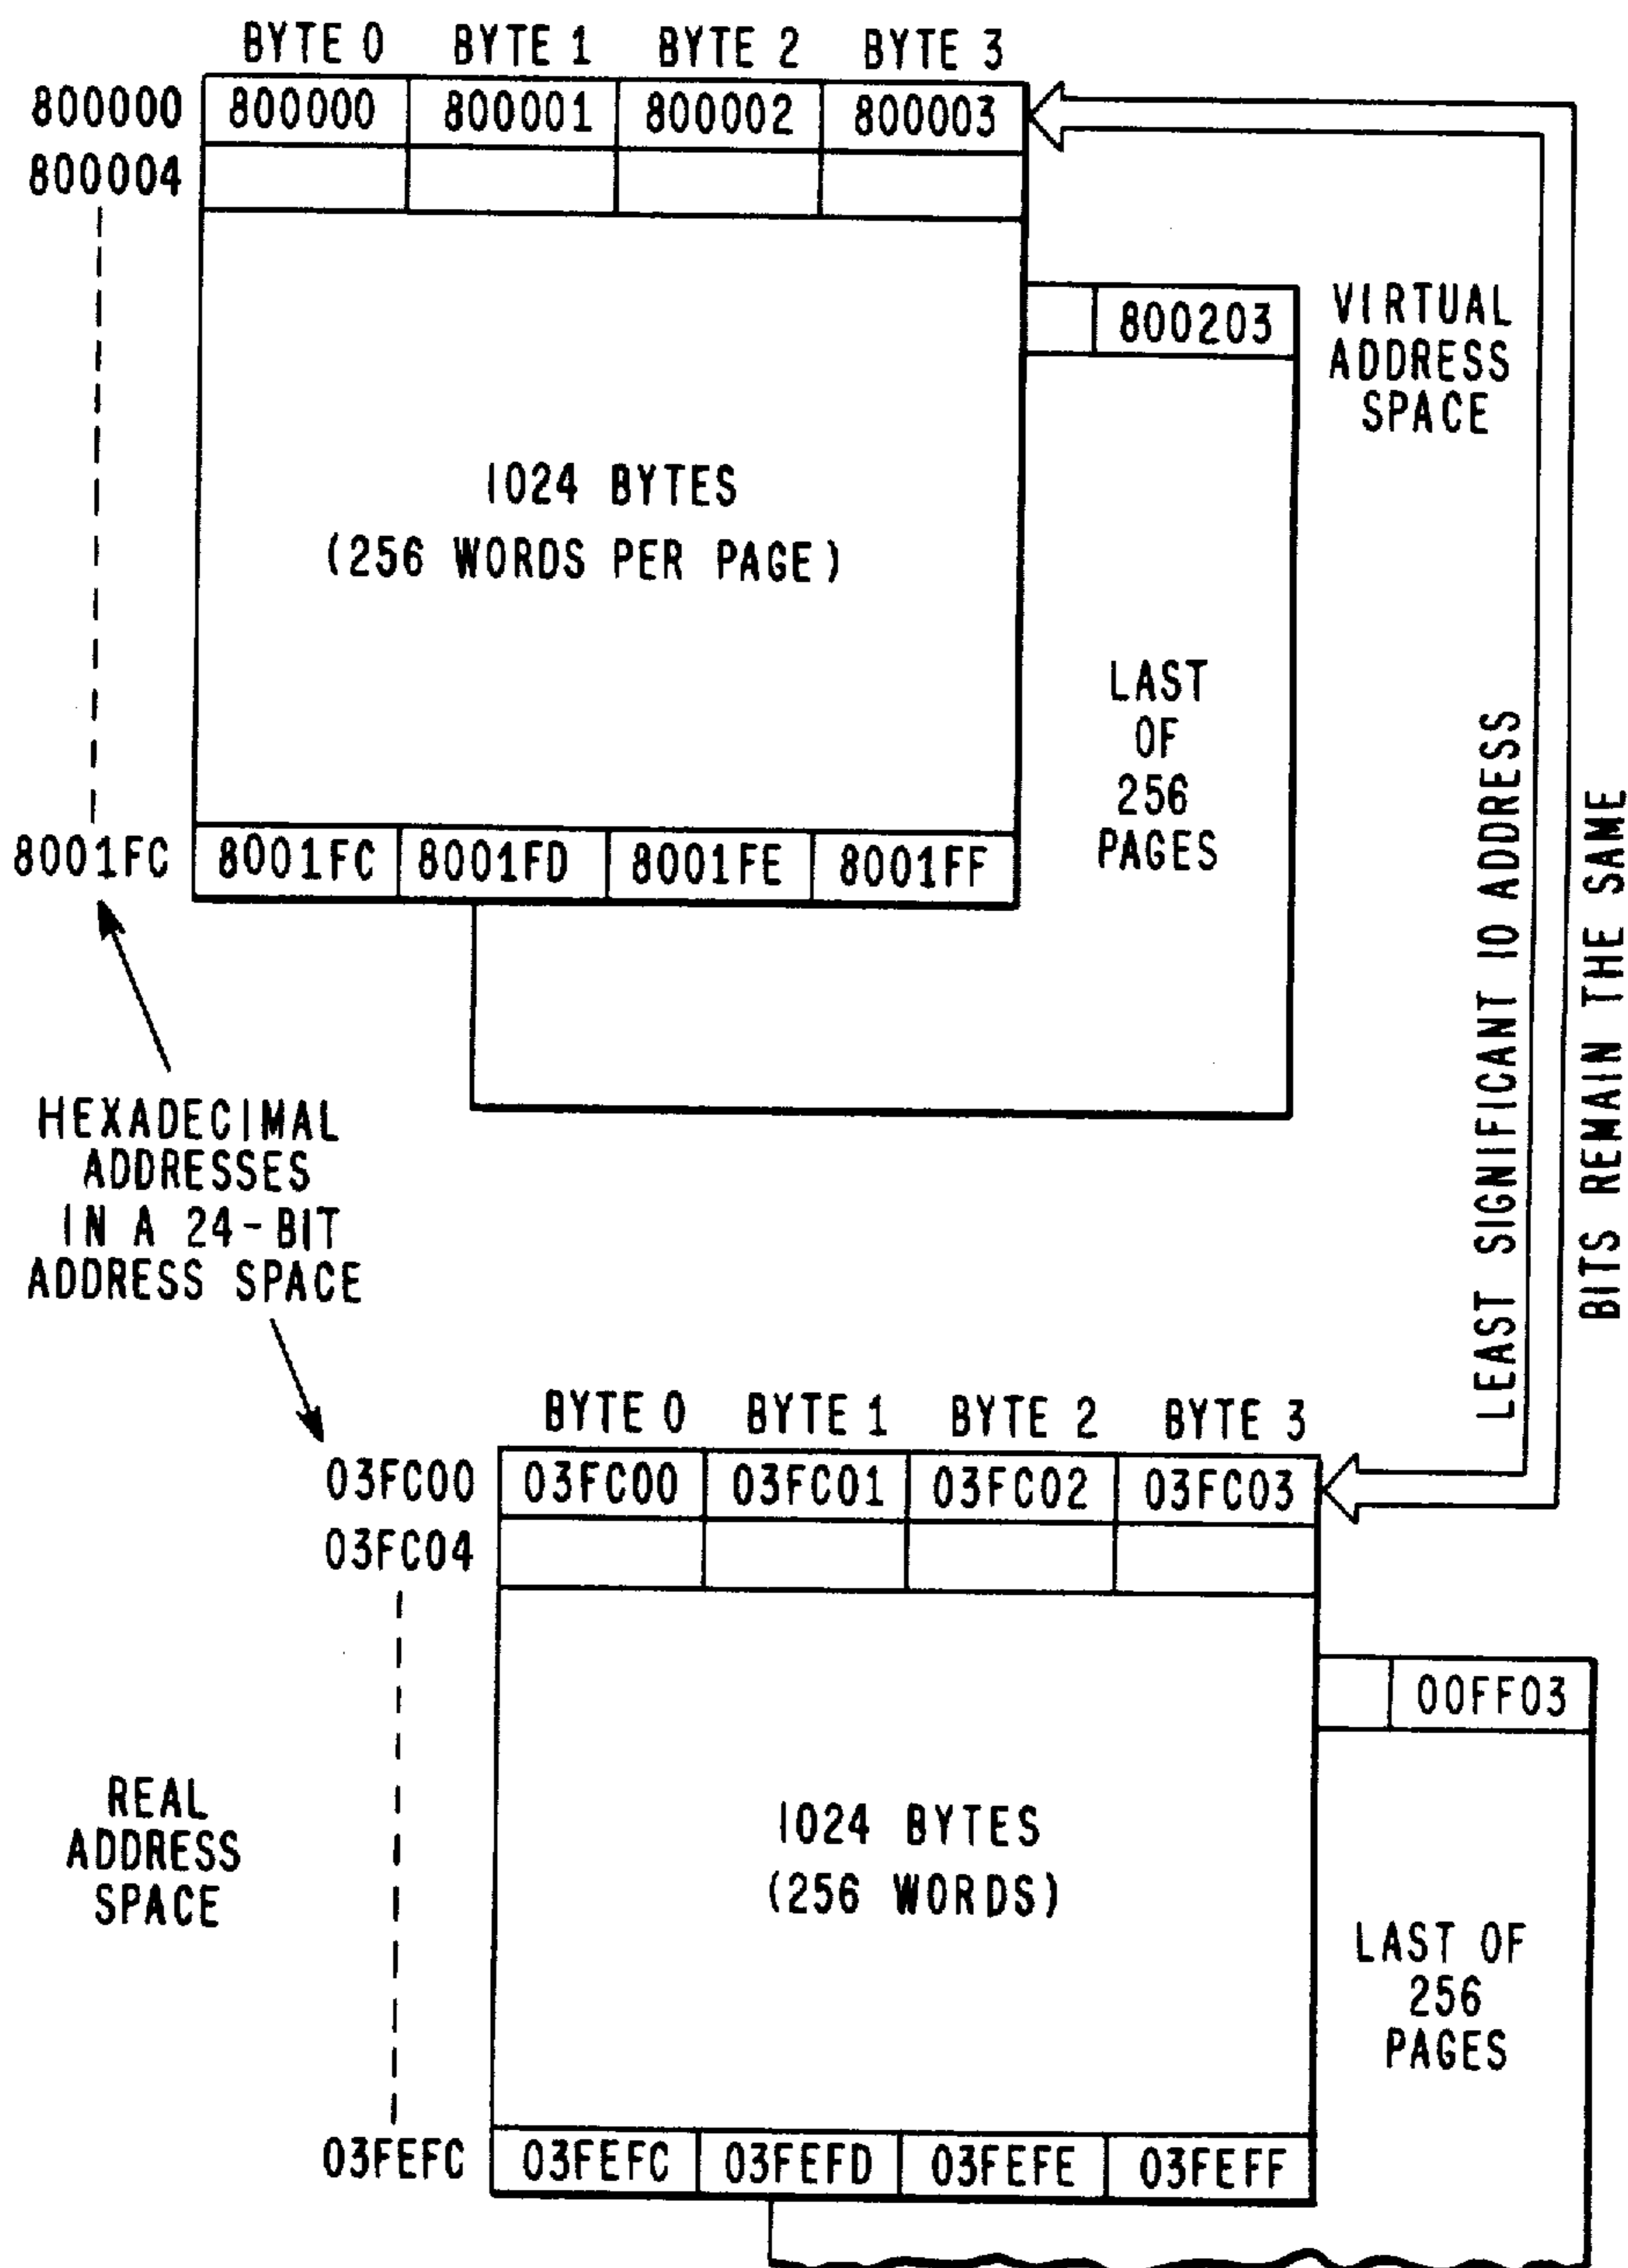 BYTE 0 BYTE 1 BYTE 2 BYTE 3
800000 800000 800001 800002 800003
800004
800203
VIRTUAL
ADDRESS
SPACE
1024 BYTES
(256 WORDS PER PAGE)
LAST
OF
256
PAGES
8001FC 8001FC 8001FD 8001FE 8001FF
LEAST SIGNIFICANT 10 ADDRESS
BITS REMAIN THE SAME
HEXADECIMAL
ADDRESSES
IN A 24-BIT
ADDRESS SPACE
BYTE 0 BYTE 1 BYTE 2 BYTE 3
03FC00 03FC00 03FC01 03FC02 03FC03
03FC04
00FF03
REAL
ADDRESS
SPACE
1024 BYTES
(256 WORDS)
LAST OF
256
PAGES
03FEFC 03FEFC 03FEFD 03FEFE 03FEFF